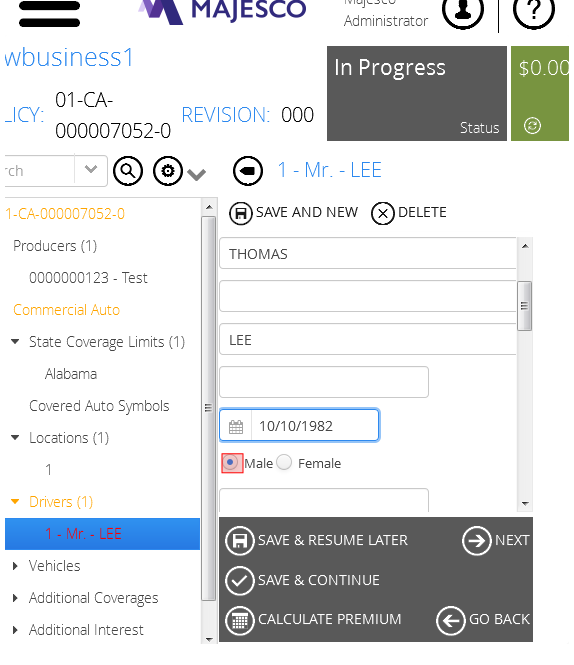 MAJESCO
Majesco
Administrator
?
wbusiness1
In Progress
$0.00
LICY: 01-CA-000007052-0 REVISION: 000
Status
rch
1 - Mr. - LEE
1-CA-000007052-0
SAVE AND NEW DELETE
Producers (1)
THOMAS
0000000123 - Test
Commercial Auto
State Coverage Limits (1)
LEE
Alabama
Covered Auto Symbols
10/10/1982
Locations (1)
1
Male Female
Drivers (1)
1 - Mr. - LEE
SAVE & RESUME LATER NEXT
Vehicles
SAVE & CONTINUE
Additional Coverages
CALCULATE PREMIUM GO BACK
Additional Interest